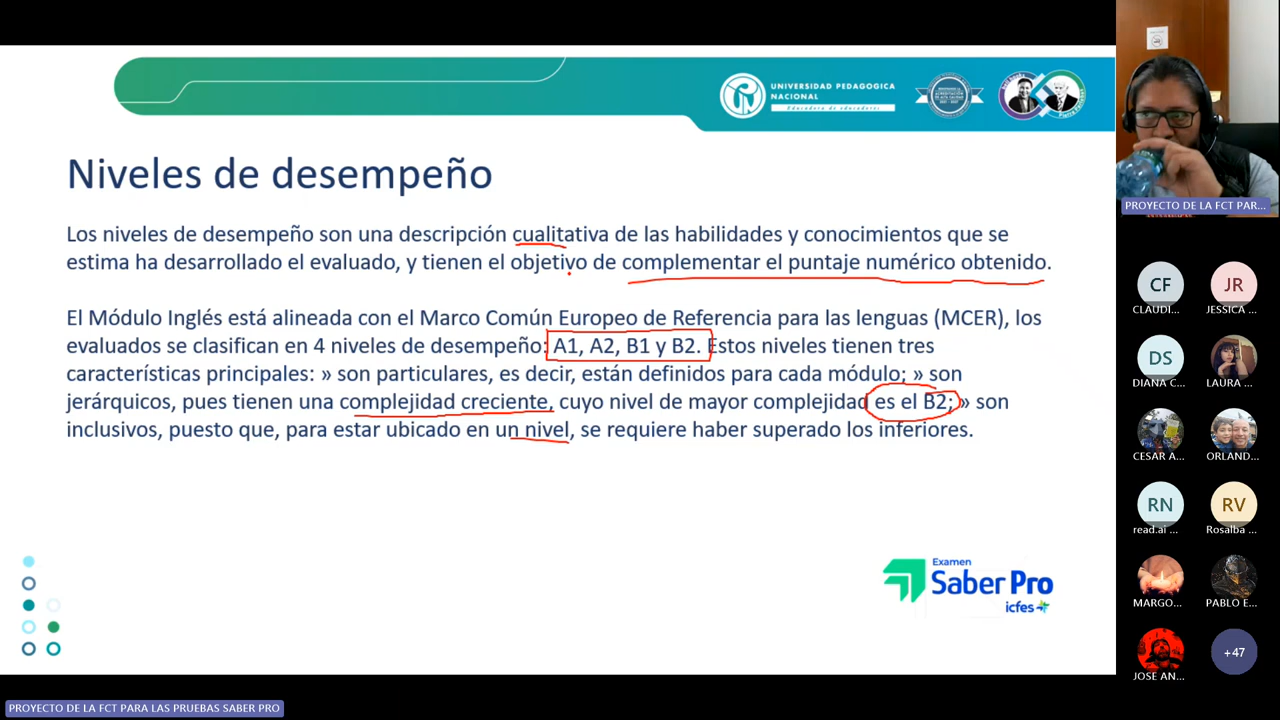 UNIVERSIDAD PEDAGOGICA
NACIONAL
Educadora de educadores
Niveles de desempeño
Los niveles de desempeño son una descripción cualitativa de las habilidades y conocimientos que se
estima ha desarrollado el evaluado, y tienen el objetivo de complementar el puntaje numérico obtenido.
El Módulo Inglés está alineada con el Marco Común Europeo de Referencia para las lenguas (MCER), los
evaluados se clasifican en 4 niveles de desempeño: A1, A2, B1 y B2. Estos niveles tienen tres
características principales: » son particulares, es decir, están definidos para cada módulo; » son
jerárquicos, pues tienen una complejidad creciente, cuyo nivel de mayor complejidad es el B2; » son
inclusivos, puesto que, para estar ubicado en un nivel, se requiere haber superado los inferiores.
Examen
Saber Pro
icfes
PROYECTO DE LA FCT PAR...
CF
JR
CLAUDI...
JESSICA ...
DS
DIANA C...
LAURA ...
CESAR A...
ORLAND...
RN
RV
read.ai ...
Rosalba ...
MARGO...
PABLO E...
JOSE AN...
+47
PROYECTO DE LA FCT PARA LAS PRUEBAS SABER PRO